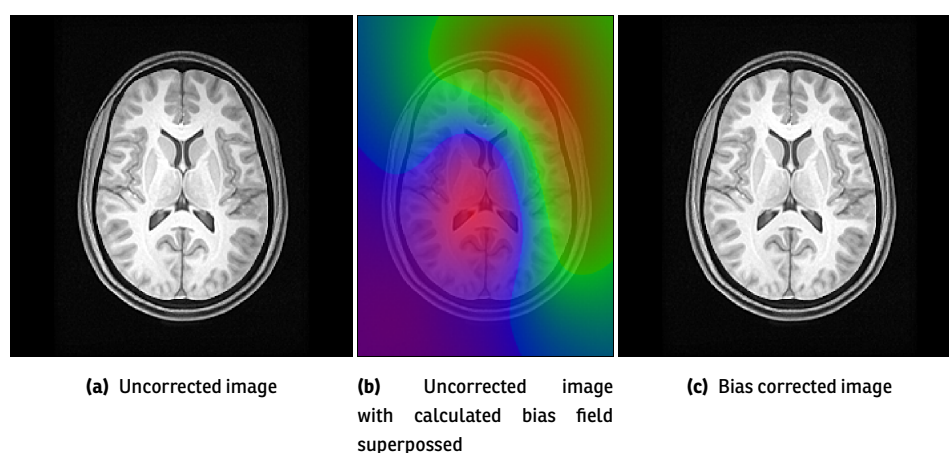 (a) Uncorrected image
(b) Uncorrected image
with calculated bias field
superpossed
(c) Bias corrected image